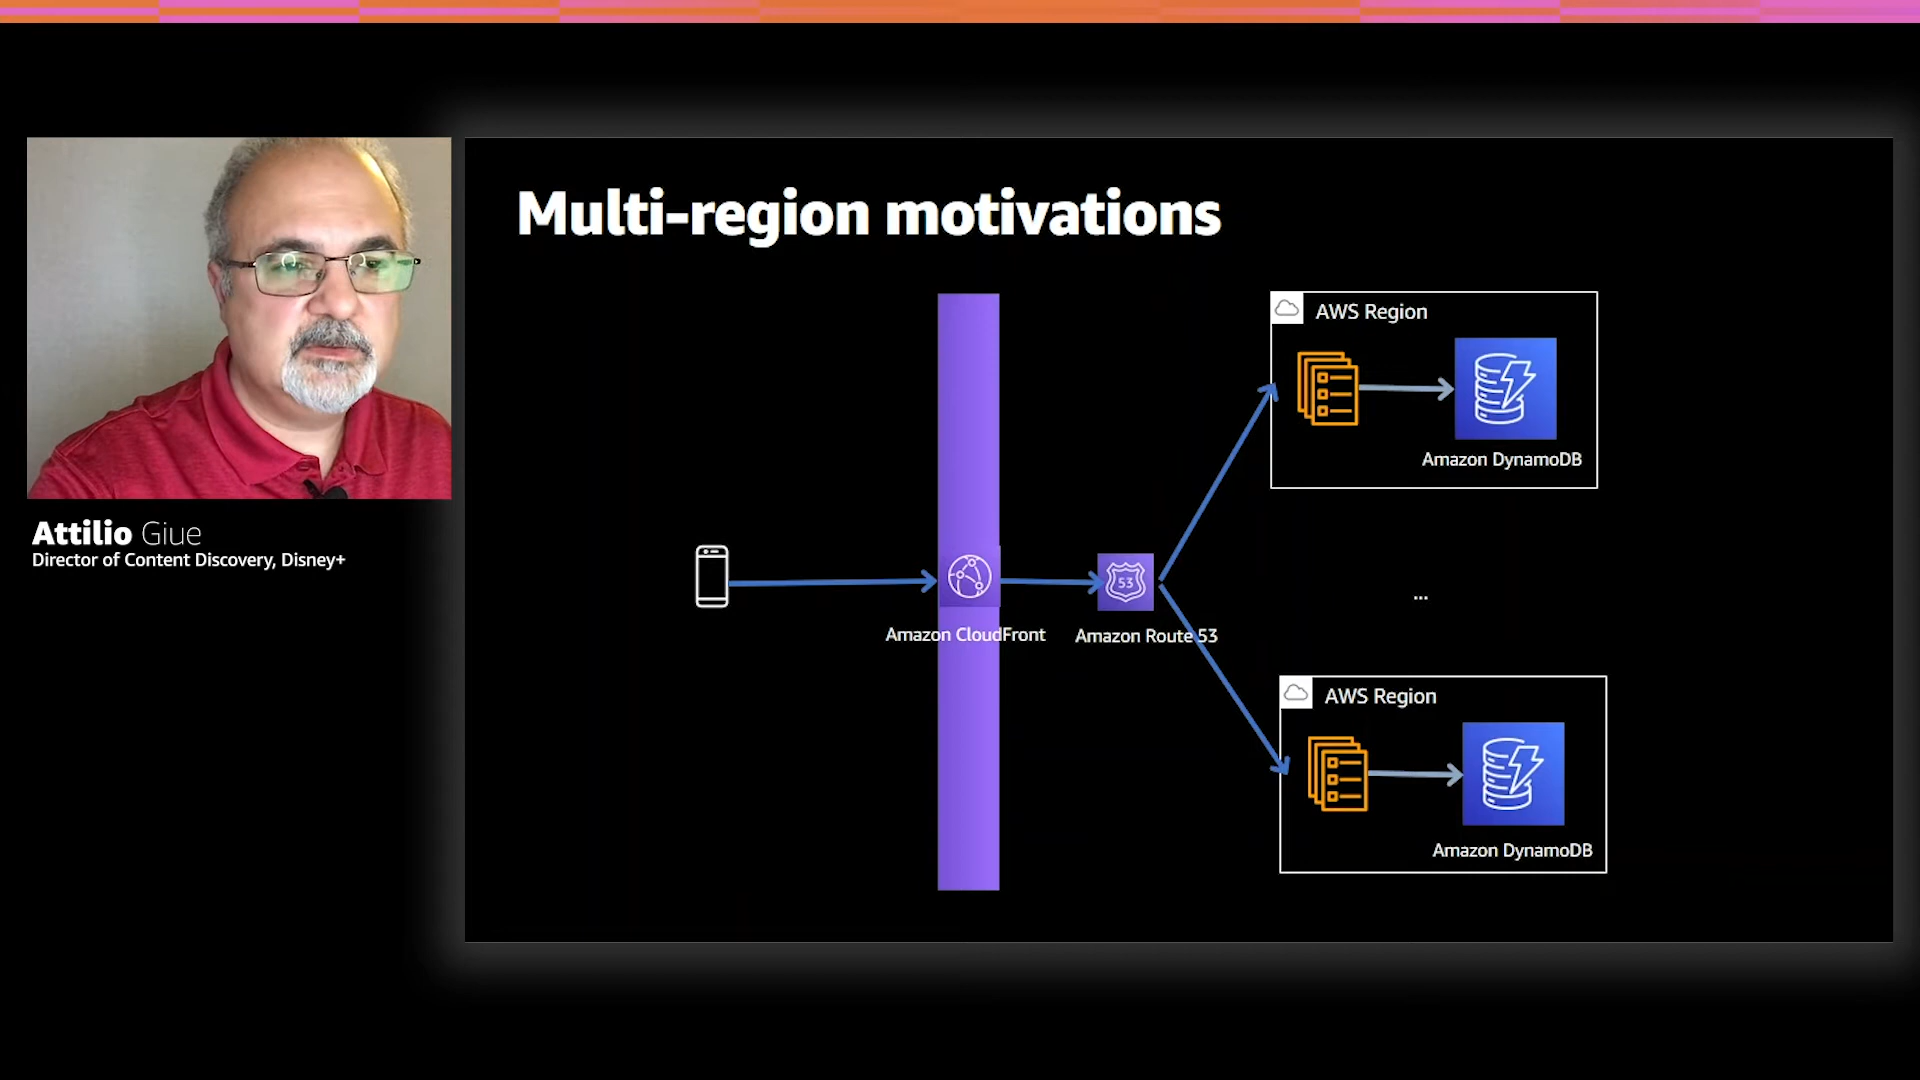 Multi-region motivations
AWS Region
Amazon DynamoDB
Attilio Giue
Director of Content Discovery, Disney+
53
...
Amazon CloudFront
Amazon Route 53
AWS Region
Amazon DynamoDB